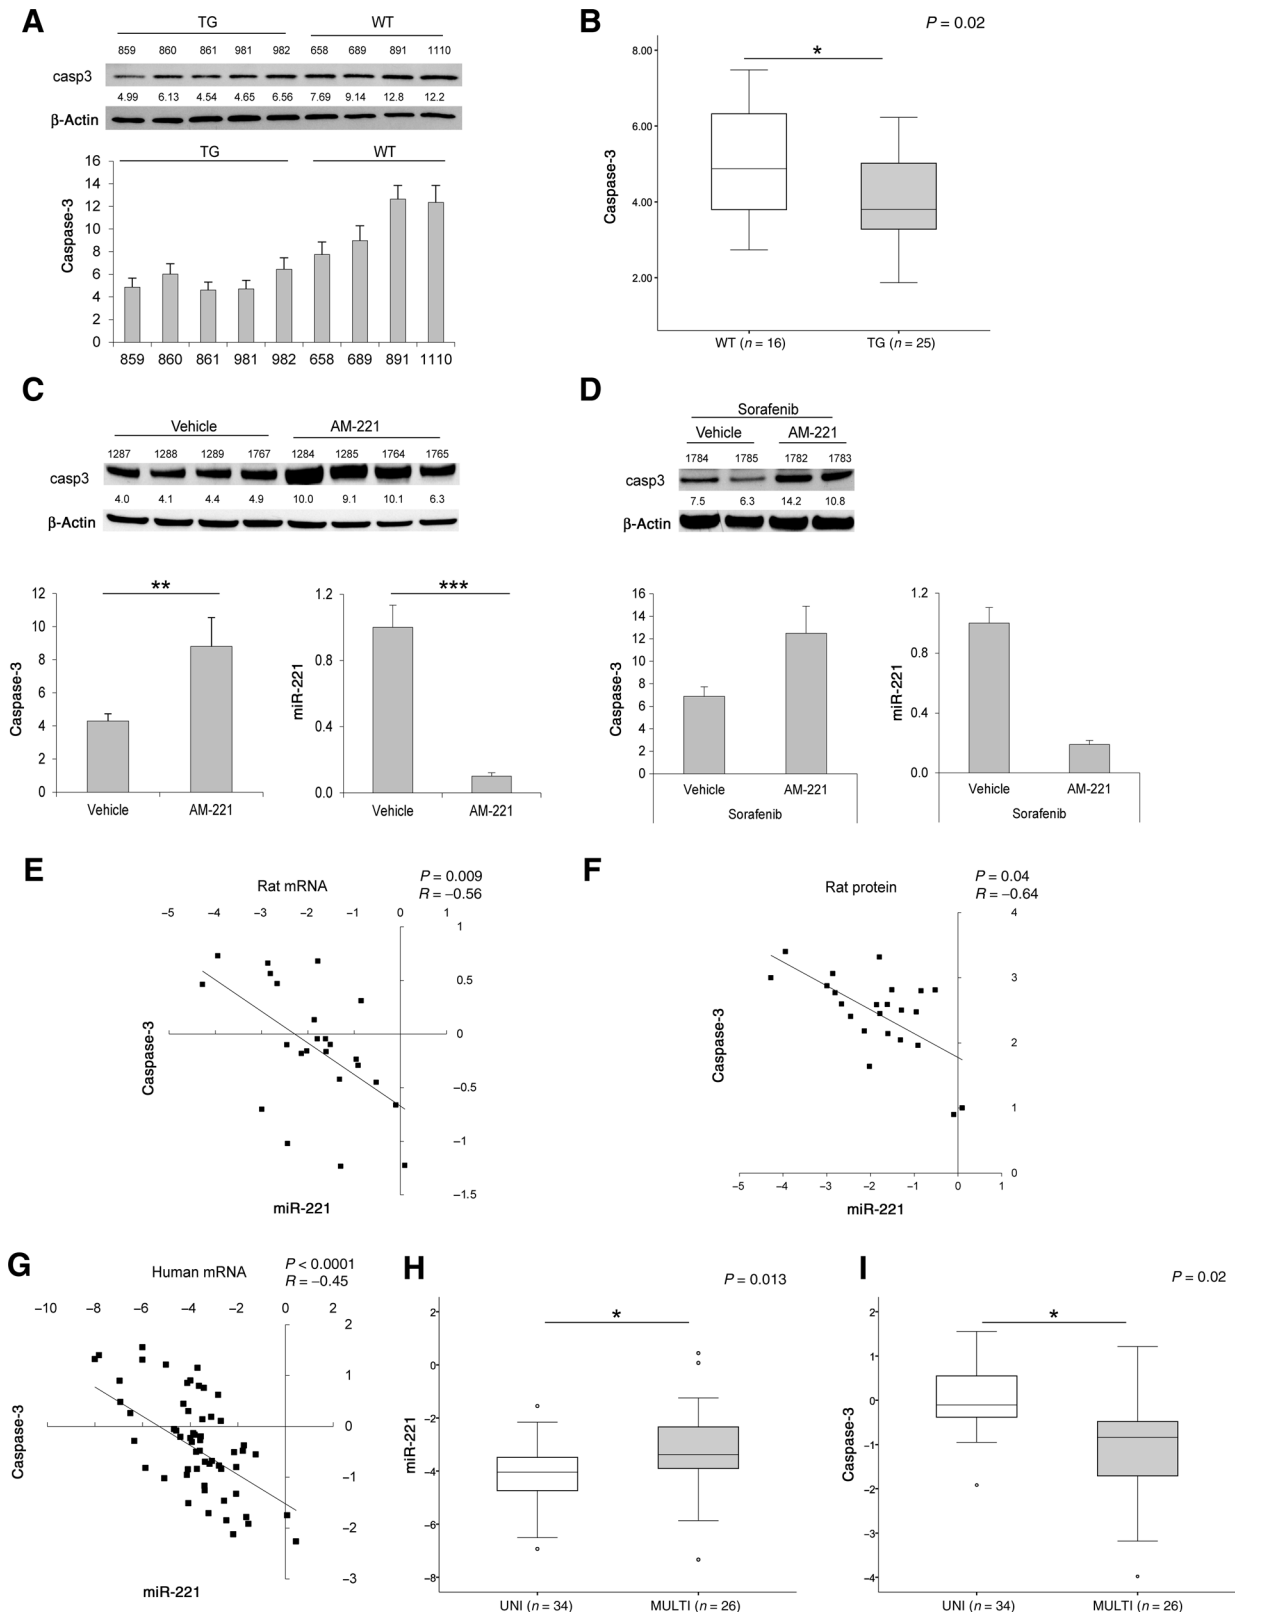 A
TG WT
859 860 861 981 982 658 689 891 1110
casp3
4.99 6.13 4.54 4.65 6.56 7.69 9.14 12.8 12.2
β-Actin
TG WT
16
14
12
10
8
6
4
2
0
Caspase-3
859 860 861 981 982 658 689 891 1110
B
P = 0.02
*
8.00
6.00
4.00
2.00
Caspase-3
WT (n = 16) TG (n = 25)
C
Vehicle AM-221
1287 1288 1289 1767 1284 1285 1764 1765
casp3
4.0 4.1 4.4 4.9 10.0 9.1 10.1 6.3
β-Actin
**
12
10
8
6
4
2
0
Caspase-3
Vehicle AM-221
***
1.2
0.8
0.4
0.0
miR-221
Vehicle AM-221
D
Sorafenib
Vehicle AM-221
1784 1785 1782 1783
casp3
7.5 6.3 14.2 10.8
β-Actin
16
14
12
10
8
6
4
2
0
Caspase-3
Vehicle AM-221
Sorafenib
1.2
0.8
0.4
0.0
miR-221
Vehicle AM-221
Sorafenib
E
Rat mRNA
P = 0.009
R = −0.56
−5 −4 −3 −2 −1 0 1
1
0.5
0
−0.5
−1
−1.5
Caspase-3
miR-221
F
Rat protein
P = 0.04
R = −0.64
4
3
2
1
0
Caspase-3
−5 −4 −3 −2 −1 0 1
miR-221
G
Human mRNA
P < 0.0001
R = −0.45
−10 −8 −6 −4 −2 0 2
2
1
0
−1
−2
−3
Caspase-3
miR-221
H
P = 0.013
*
2
0
−2
−4
−6
−8
miR-221
UNI (n = 34) MULTI (n = 26)
I
P = 0.02
*
2
1
0
−1
−2
−3
−4
Caspase-3
UNI (n = 34) MULTI (n = 26)